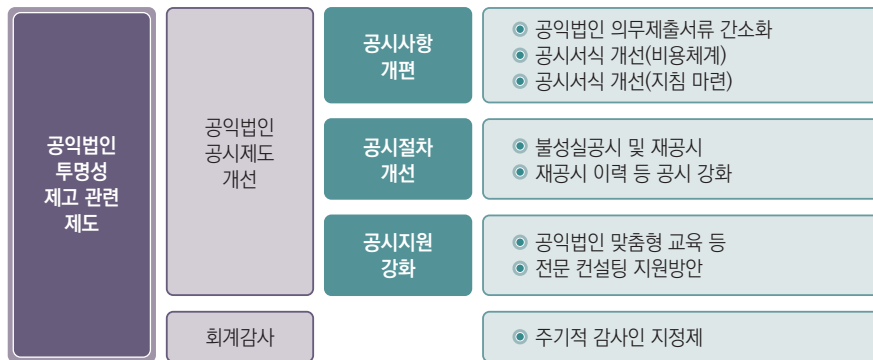 공익법인
투명성
제고 관련
제도
공익법인
공시제도
개선
공시사항
개편
◉ 공익법인 의무제출서류 간소화
◉ 공시서식 개선(비용체계)
◉ 공시서식 개선(지침 마련)
공시절차
개선
◉ 불성실공시 및 재공시
◉ 재공시 이력 등 공시 강화
공시지원
강화
◉ 공익법인 맞춤형 교육 등
◉ 전문 컨설팅 지원방안
회계감사
◉ 주기적 감사인 지정제